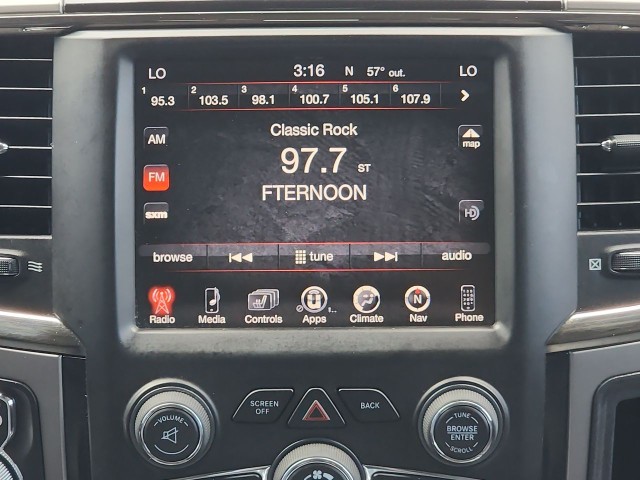 LO 3:16 N 57° out. LO
1 95.3 2 103.5 3 98.1 4 100.7 5 105.1 6 107.9
Classic Rock
AM
map
97.7 ST
FM
FTERNOON
sxm
HD
browse tune audio
Radio Media Controls Apps 1... Climate N Nav Phone
VOLUME
SCREEN OFF
BACK
TUNE
BROWSE
ENTER
SCROLL